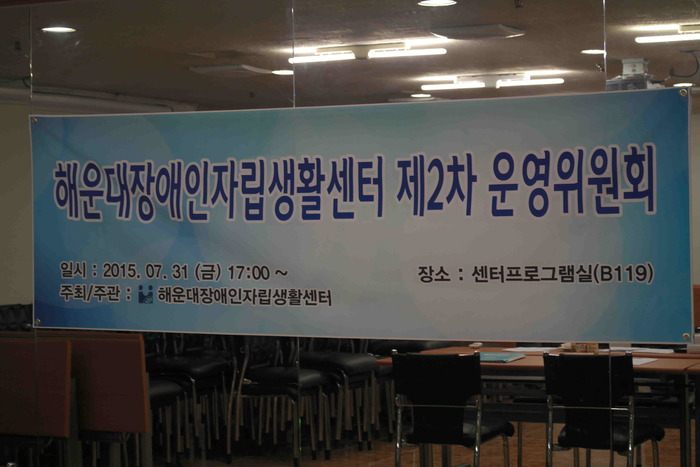 해운대장애인자립생활센터 제2차 운영위원회
일시 : 2015. 07. 31 (금) 17:00 ~
장소 : 센터프로그램실(B119)
주최/주관 : 해운대장애인자립생활센터